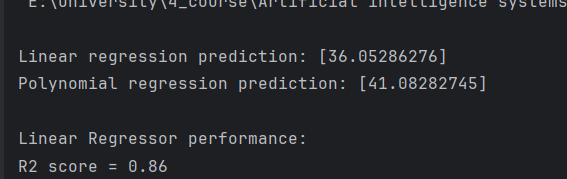 E:\University\4_course\Artificial intelligence systems
Linear regression prediction: [36.05286276]
Polynomial regression prediction: [41.08282745]
Linear Regressor performance:
R2 score = 0.86